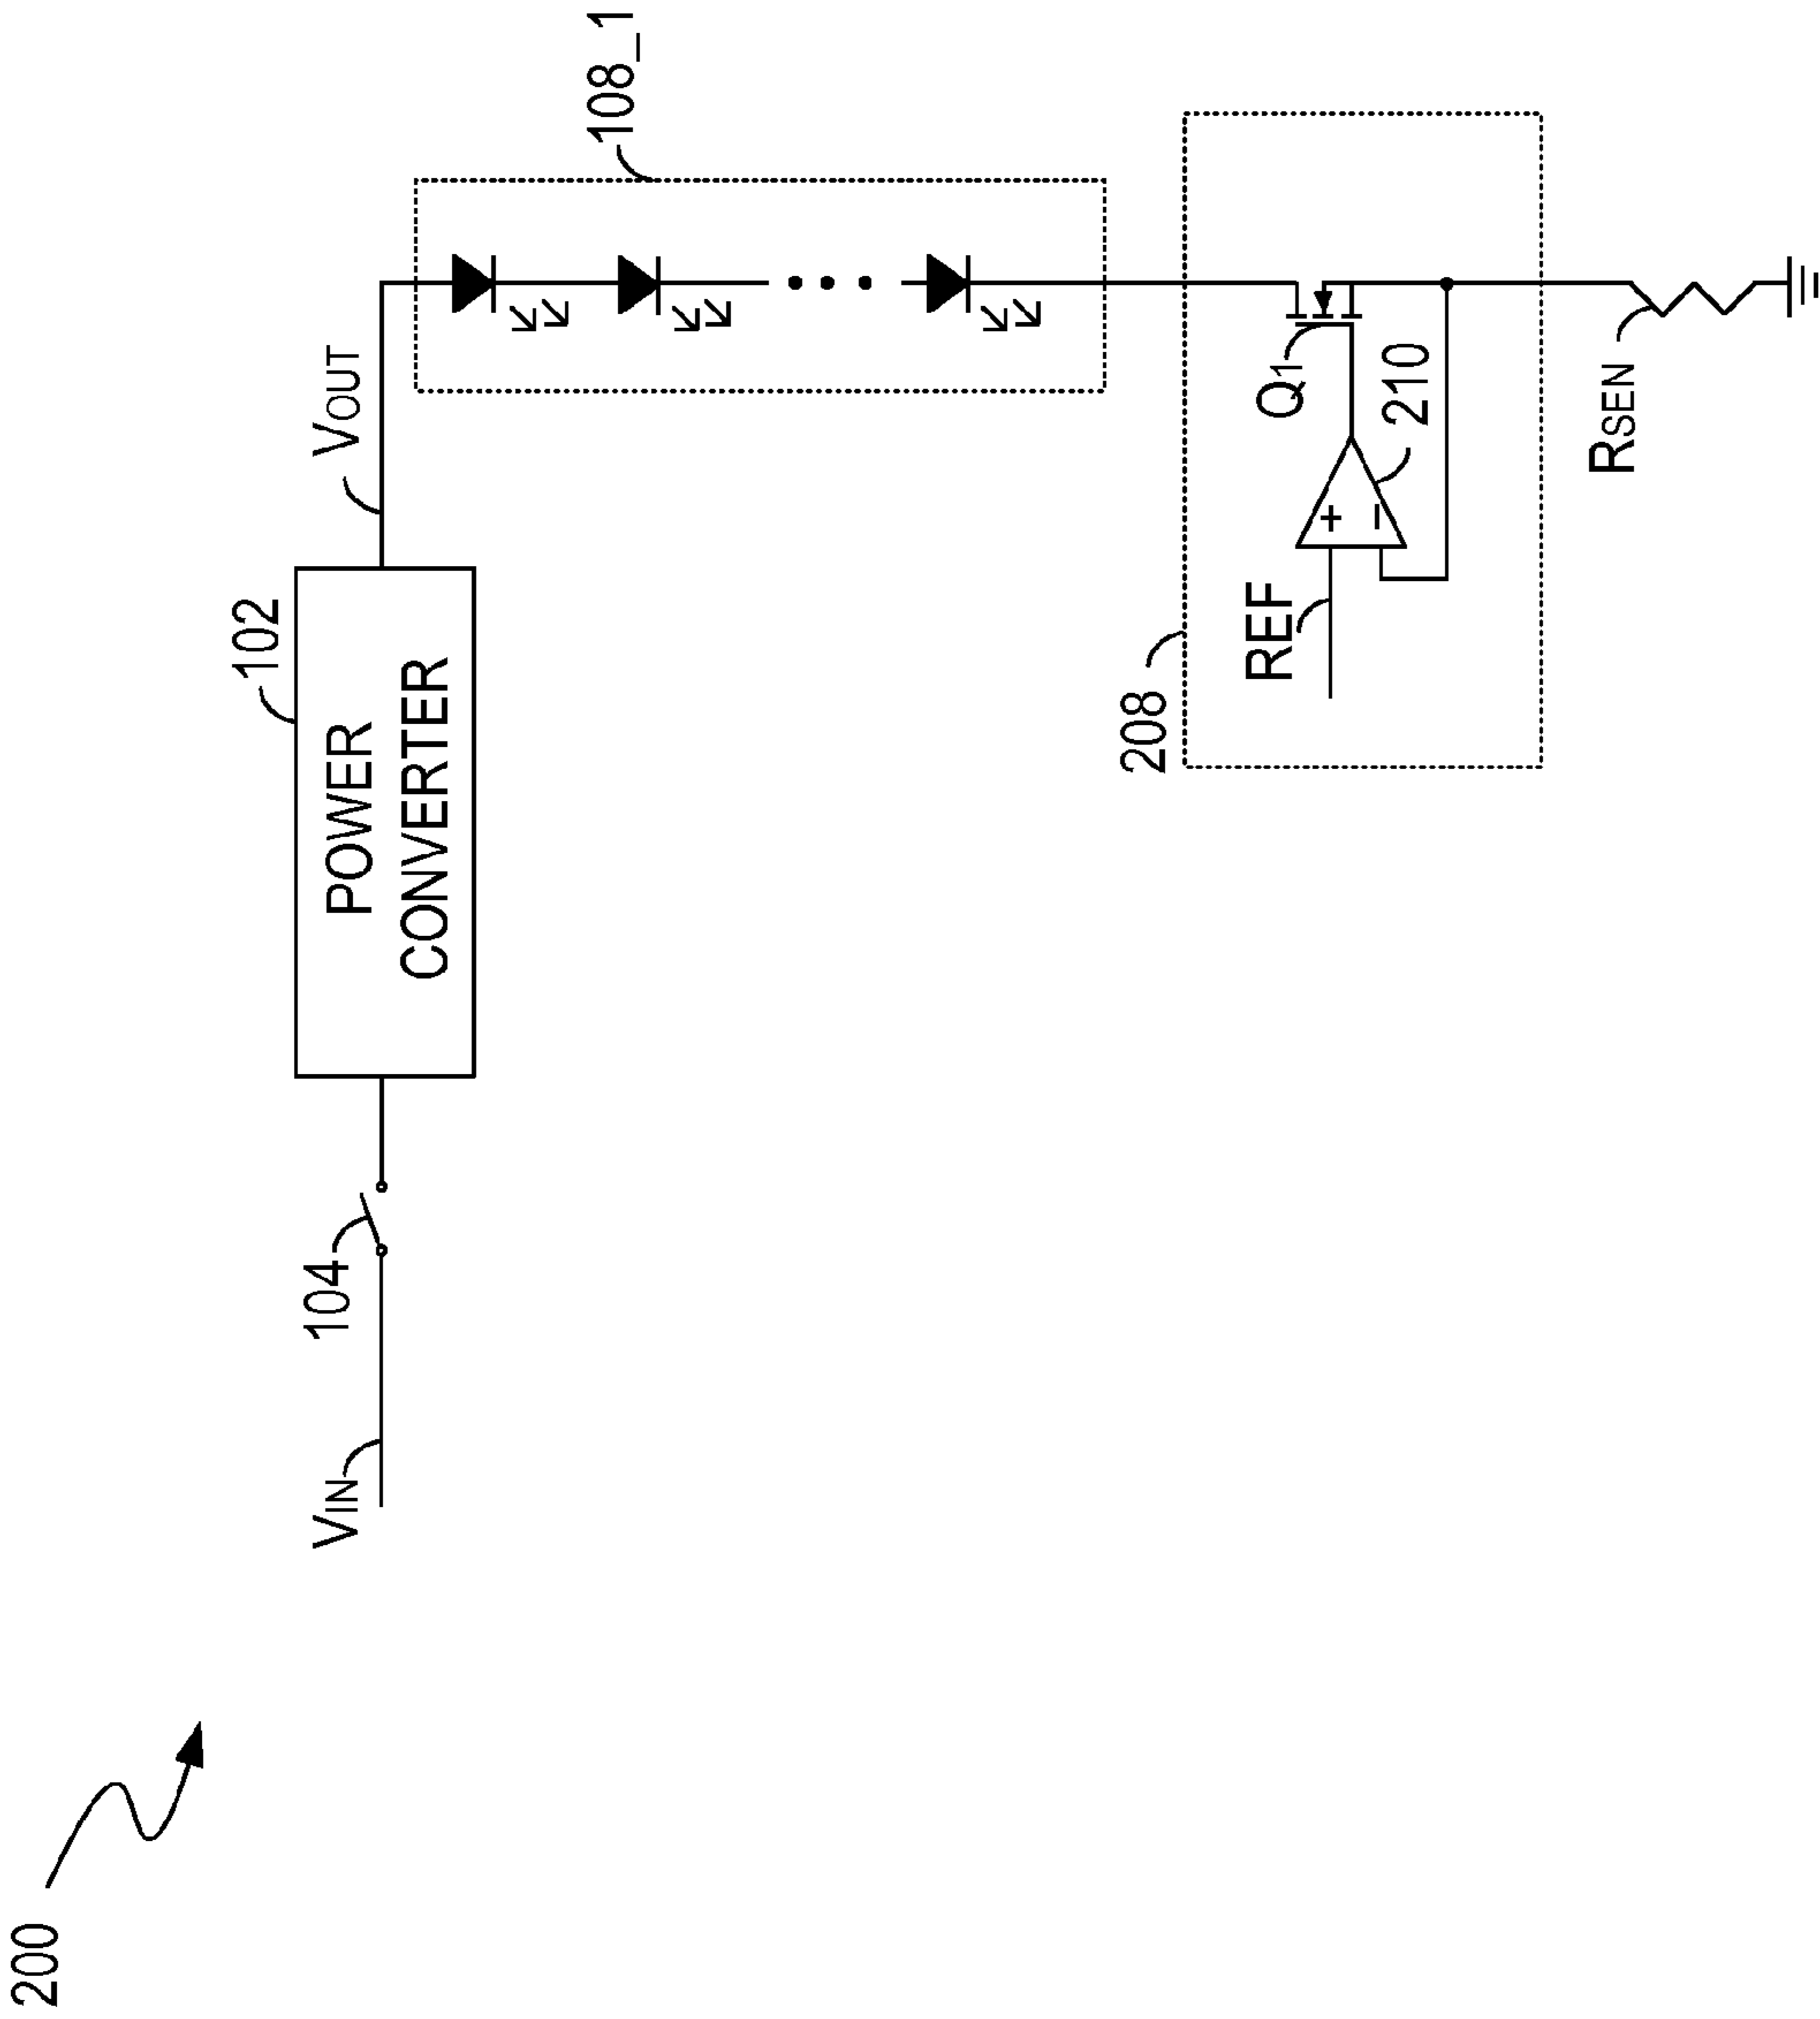 200
VIN
104
102
POWER
CONVERTER
VOUT
108_1
208
REF
+
−
210
Q1
RSEN